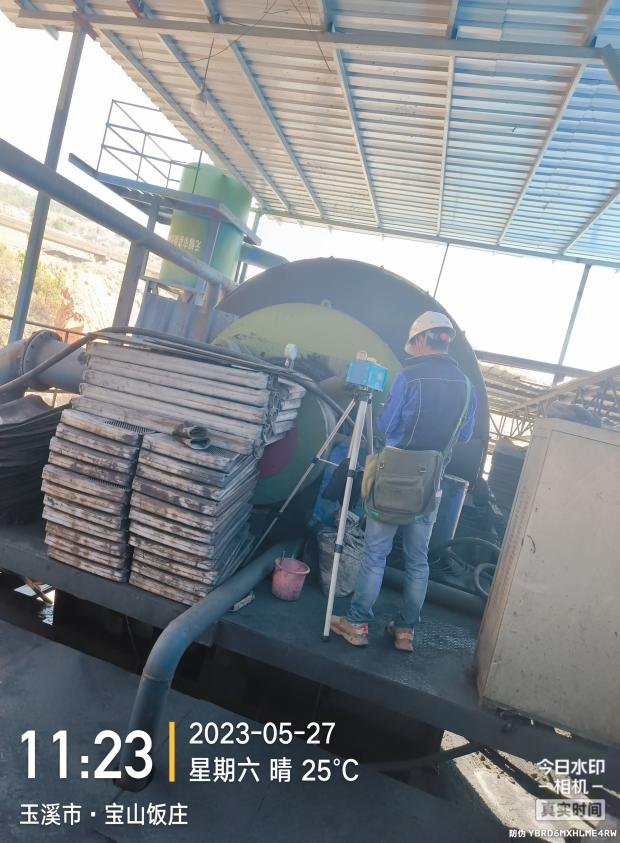 11:23
2023-05-27
星期六 晴 25°C
玉溪市·宝山饭庄
今日水印
相机
真实时间
防伪 YBRD6MXHLME4RW